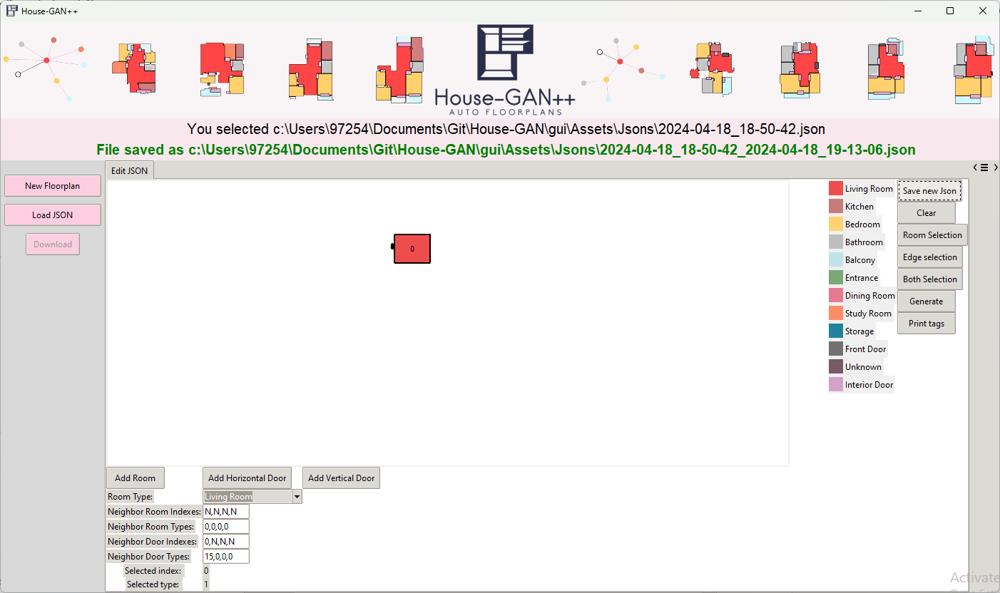 House-GAN++
House-GAN++
AUTO FLOORPLANS
You selected c:\Users\97254\Documents\Git\House-GAN\gui\Assets\Jsons\2024-04-18_18-50-42.json
File saved as c:\Users\97254\Documents\Git\House-GAN\gui\Assets\Jsons\2024-04-18_18-50-42_2024-04-18_19-13-06.json
New Floorplan
Load JSON
Download
Edit JSON
0
Living Room
Kitchen
Bedroom
Bathroom
Balcony
Entrance
Dining Room
Study Room
Storage
Front Door
Unknown
Interior Door
Save new Json
Clear
Room Selection
Edge selection
Both Selection
Generate
Print tags
Add Room
Add Horizontal Door
Add Vertical Door
Room Type: Living Room
Neighbor Room Indexes: N,N,N,N
Neighbor Room Types: 0,0,0,0
Neighbor Door Indexes: 0,N,N,N
Neighbor Door Types: 15,0,0,0
Selected index: 0
Selected type: 1
Activate